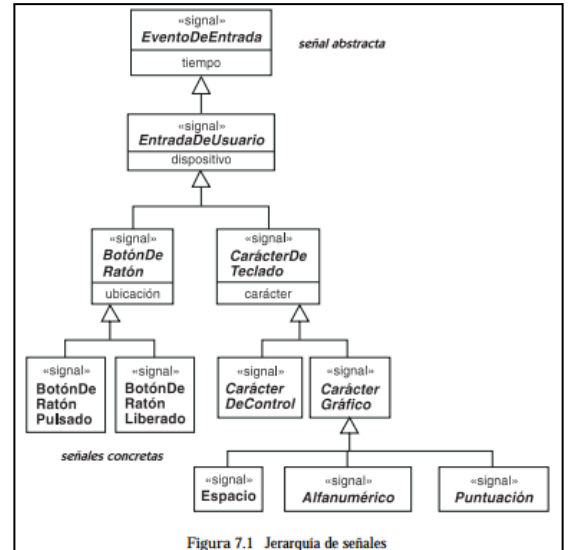 «signal»
EventoDeEntrada
señal abstracta
tiempo
«signal»
EntradaDeUsuario
dispositivo
«signal»
BotónDe
Ratón
ubicación
«signal»
CarácterDe
Teclado
carácter
«signal»
BotónDe
Ratón
Pulsado
«signal»
BotónDe
Ratón
Liberado
«signal»
Carácter
DeControl
«signal»
Carácter
Gráfico
señales concretas
«signal»
Espacio
«signal»
Alfanumérico
«signal»
Puntuación
Figura 7.1 Jerarquía de señales